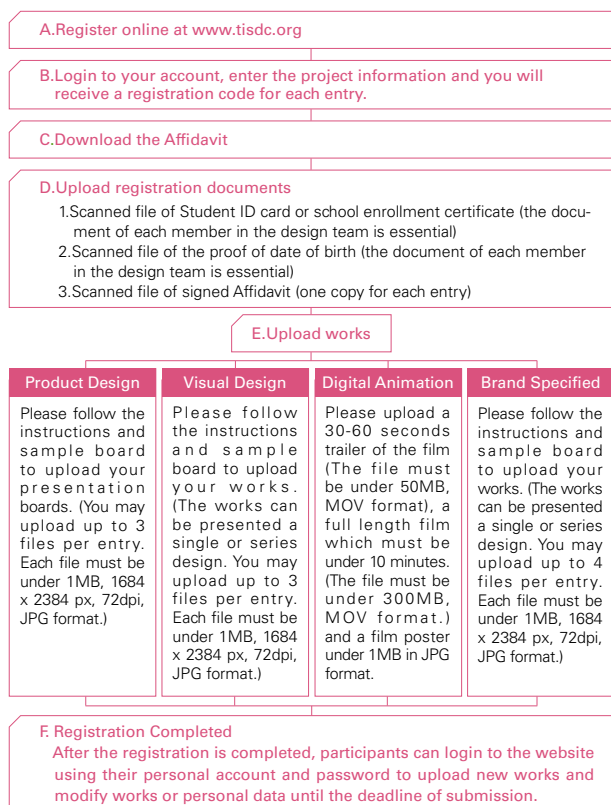 A.Register online at www.tisdc.org
B.Login to your account, enter the project information and you will
receive a registration code for each entry.
C.Download the Affidavit
D.Upload registration documents
1.Scanned file of Student ID card or school enrollment certificate (the docu-
ment of each member in the design team is essential)
2.Scanned file of the proof of date of birth (the document of each member
in the design team is essential)
3.Scanned file of signed Affidavit (one copy for each entry)
E.Upload works
Product Design
Please follow the
instructions and
sample board
to upload your
presentation
boards. (You may
upload up to 3
files per entry.
Each file must be
under 1MB, 1684
x 2384 px, 72dpi,
JPG format.)
Visual Design
Please follow
the instructions
and sample
board to upload
your works.
(The works can
be presented a
single or series
design. You may
upload up to 3
files per entry.
Each file must be
under 1MB, 1684
x 2384 px, 72dpi,
JPG format.)
Digital Animation
Please upload a
30-60 seconds
trailer of the film
(The file must
be under 50MB,
MOV format), a
full length film
which must be
under 10 minutes.
(The file must be
under 300MB,
MOV format.)
and a film poster
under 1MB in JPG
format.
Brand Specified
Please follow the
instructions and
sample board
to upload your
works. (The works
can be presented
a single or series
design. You may
upload up to 4
files per entry.
Each file must be
under 1MB, 1684
x 2384 px, 72dpi,
JPG format.)
F. Registration Completed
After the registration is completed, participants can login to the website
using their personal account and password to upload new works and
modify works or personal data until the deadline of submission.